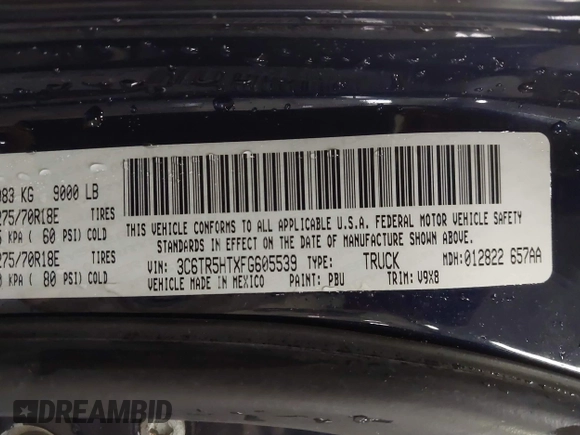 983 KG 9000 LB
275/70R18E TIRES
KPA ( 60 PSI) COLD
275/70R18E TIRES
KPA ( 80 PSI) COLD
THIS VEHICLE CONFORMS TO ALL APPLICABLE U.S.A. FEDERAL MOTOR VEHICLE SAFETY
STANDARDS IN EFFECT ON THE DATE OF MANUFACTURE SHOWN ABOVE.
VIN: 3C6TR5HTXFG605539 TYPE: TRUCK MDH: 012822 657AA
VEHICLE MADE IN MEXICO PAINT: PBU TRIM: V9X8
DREAMBID